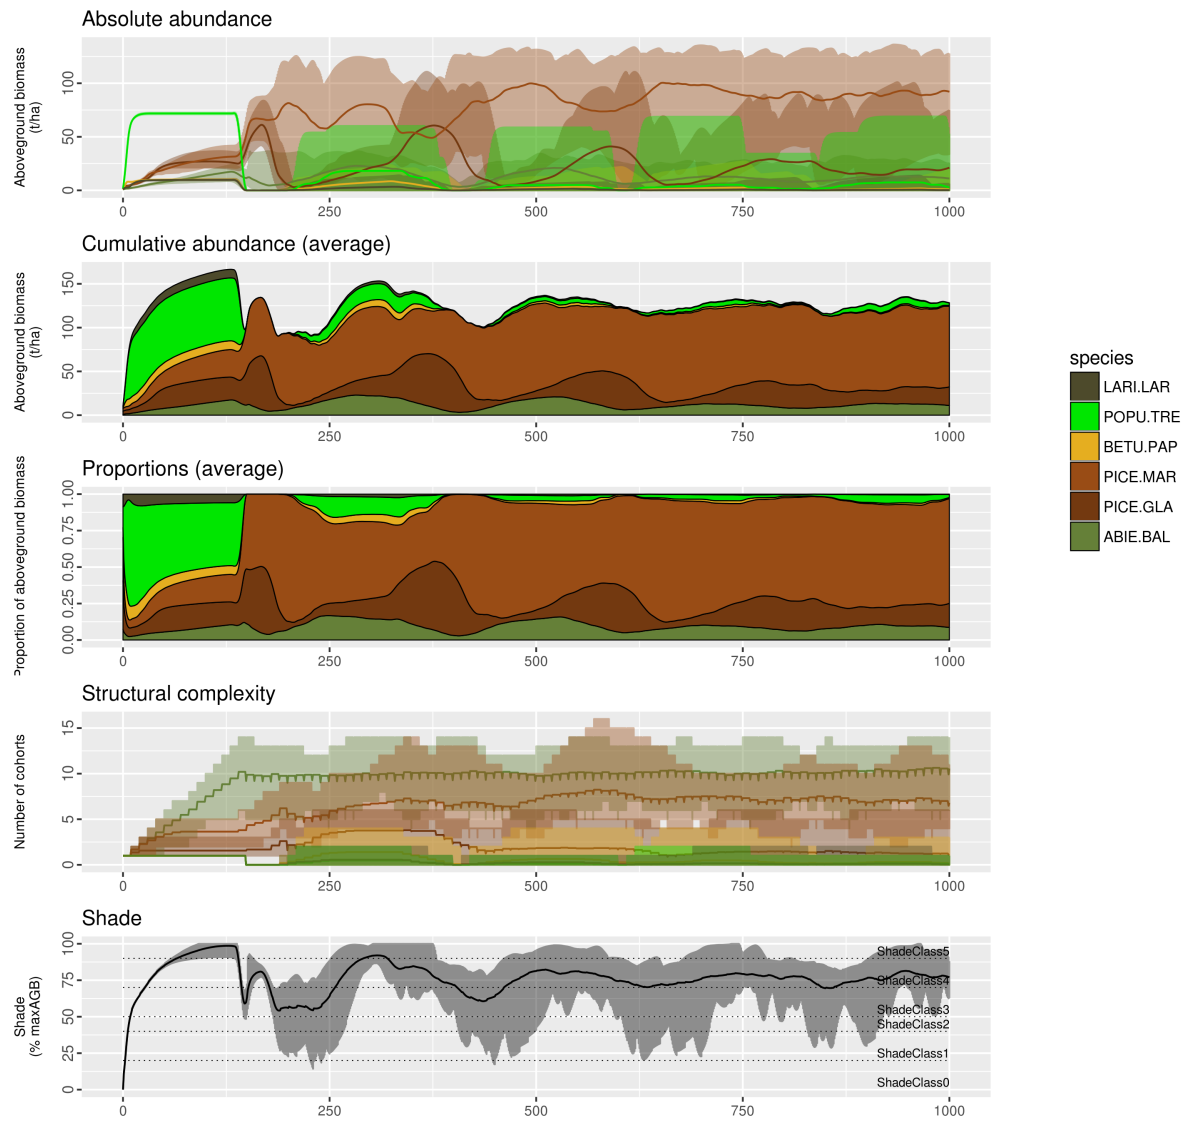 Absolute abundance
Aboveground biomass
(t/ha)
100
50
0
0 250 500 750 1000
Cumulative abundance (average)
Aboveground biomass
(t/ha)
150
100
50
0
0 250 500 750 1000
Proportions (average)
Proportion of aboveground biomass
1.00
0.75
0.50
0.25
0.00
0 250 500 750 1000
Structural complexity
Number of cohorts
15
10
5
0
0 250 500 750 1000
Shade
Shade
(% maxAGB)
100
75
50
25
0
ShadeClass5
ShadeClass4
ShadeClass3
ShadeClass2
ShadeClass1
ShadeClass0
0 250 500 750 1000
species
LARI.LAR
POPU.TRE
BETU.PAP
PICE.MAR
PICE.GLA
ABIE.BAL